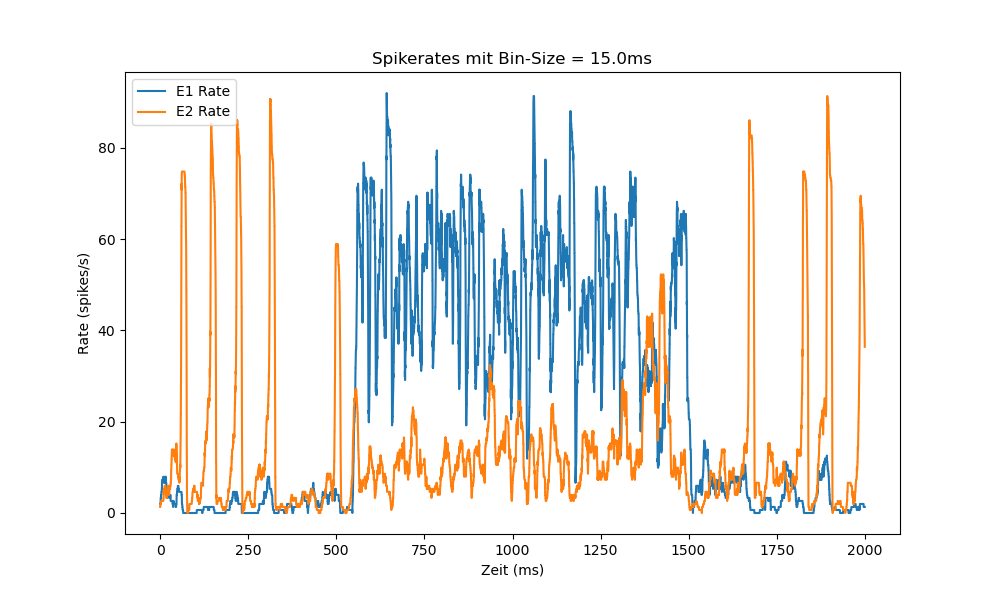 Spikerates mit Bin-Size = 15.0ms
E1 Rate
E2 Rate
Rate (spikes/s)
80
60
40
20
0
0 250 500 750 1000 1250 1500 1750 2000
Zeit (ms)